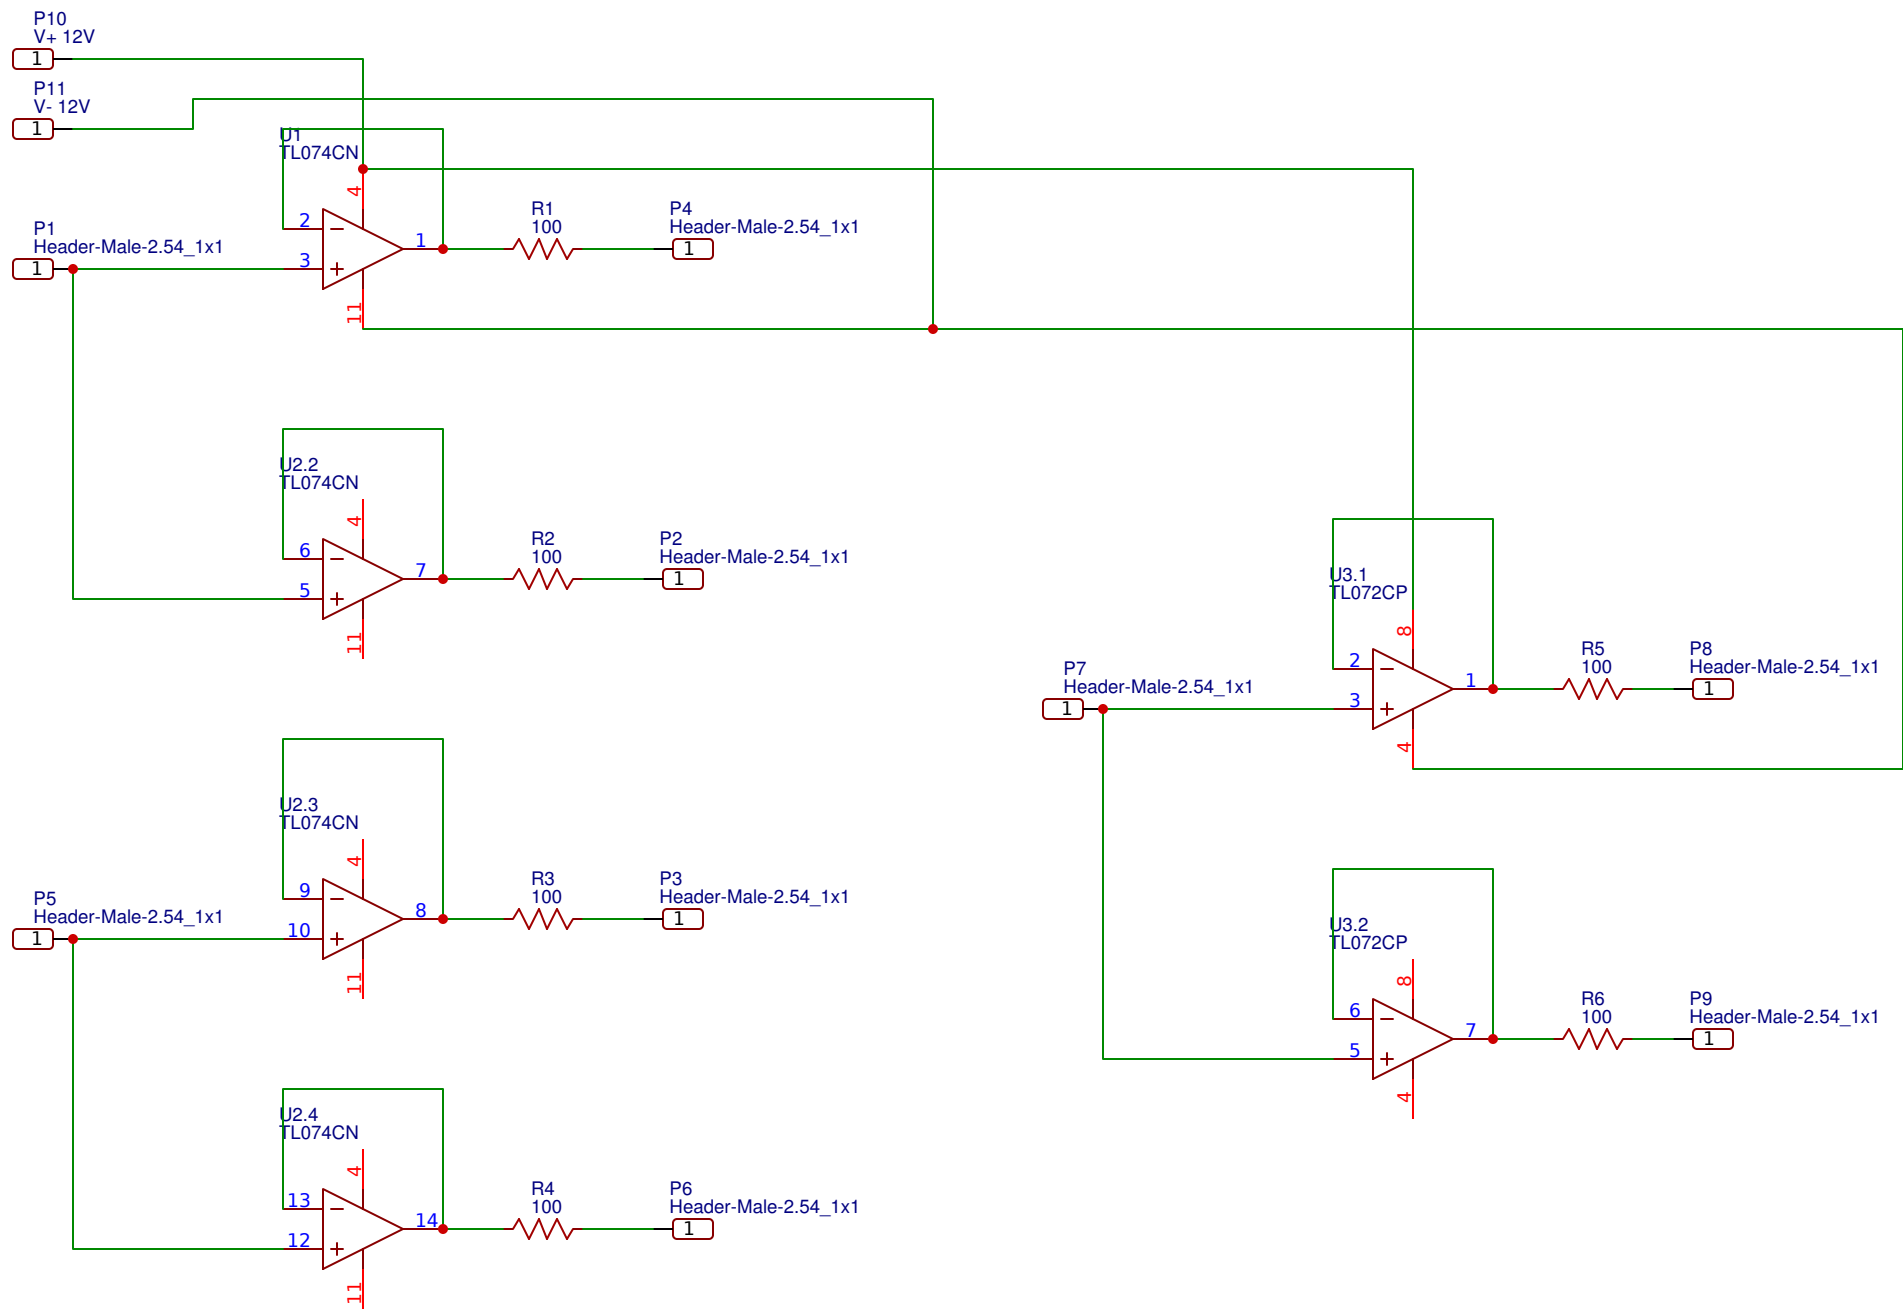 P10
V+ 12V
1
P11
V- 12V
1
U1
TL074CN
4
2
3
1
11
R1
100
P4
Header-Male-2.54_1x1
1
P1
Header-Male-2.54_1x1
1
U2.2
TL074CN
4
6
5
7
11
R2
100
P2
Header-Male-2.54_1x1
1
U3.1
TL072CP
8
2
3
1
4
R5
100
P8
Header-Male-2.54_1x1
1
P7
Header-Male-2.54_1x1
1
U2.3
TL074CN
4
9
10
8
11
R3
100
P3
Header-Male-2.54_1x1
1
P5
Header-Male-2.54_1x1
1
U3.2
TL072CP
8
6
5
7
4
R6
100
P9
Header-Male-2.54_1x1
1
U2.4
TL074CN
4
13
12
14
11
R4
100
P6
Header-Male-2.54_1x1
1